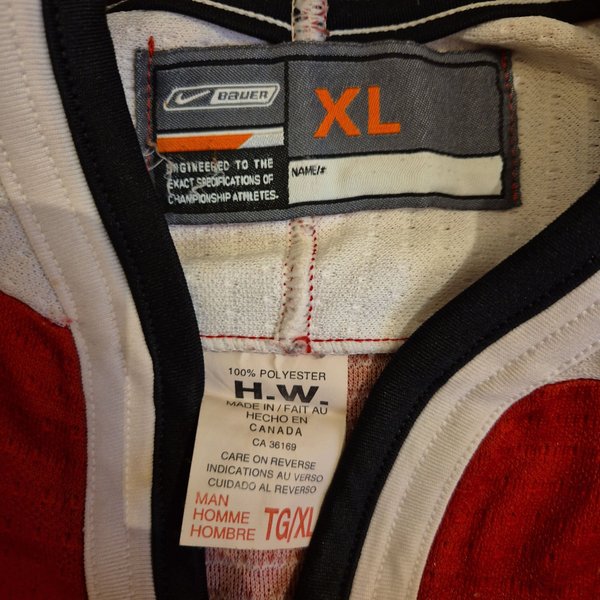 BAUER
XL
ENGINEERED TO THE
EXACT SPECIFICATIONS OF
CHAMPIONSHIP ATHLETES.
NAME/#
100% POLYESTER
H.W.
MADE IN / FAIT AU
HECHO EN
CANADA
CA 36169
CARE ON REVERSE
INDICATIONS AU VERSO
CUIDADO AL REVERSO
MAN
HOMME
HOMBRE
TG/XL